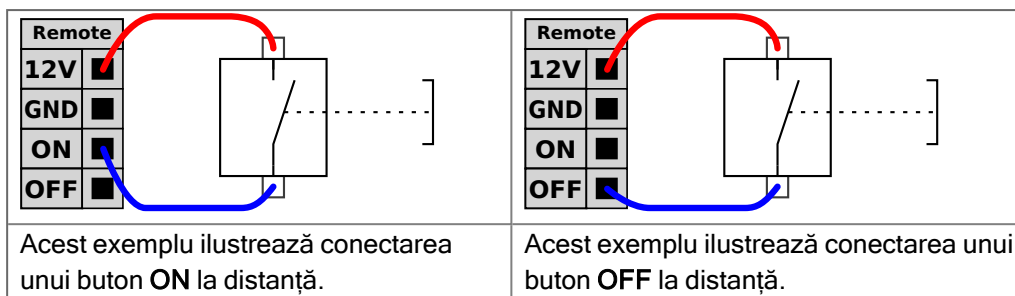 Remote
12V
GND
ON
OFF
Remote
12V
GND
ON
OFF
Acest exemplu ilustrează conectarea
unui buton ON la distanță.
Acest exemplu ilustrează conectarea unui
buton OFF la distanță.